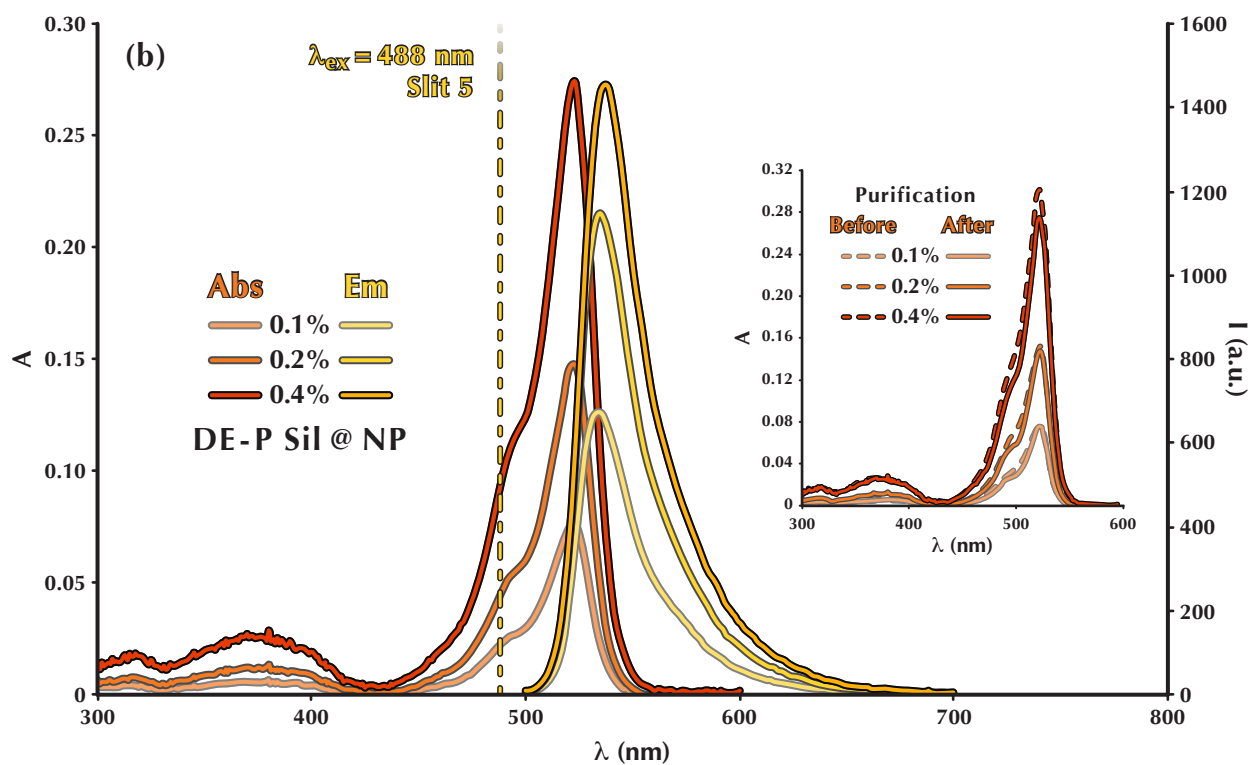 (b)
λex = 488 nm
Slit 5
Abs Em
0.1%
0.2%
0.4%
DE-P Sil @ NP
A
0.30
0.25
0.20
0.15
0.10
0.05
0
300 400 500 600 700 800
λ (nm)
1600
1400
1200
1000
800
600
400
200
0
I (a.u.)
Purification
Before After
0.1%
0.2%
0.4%
A
0.32
0.28
0.24
0.20
0.16
0.12
0.08
0.04
0
300 400 500 600
λ (nm)